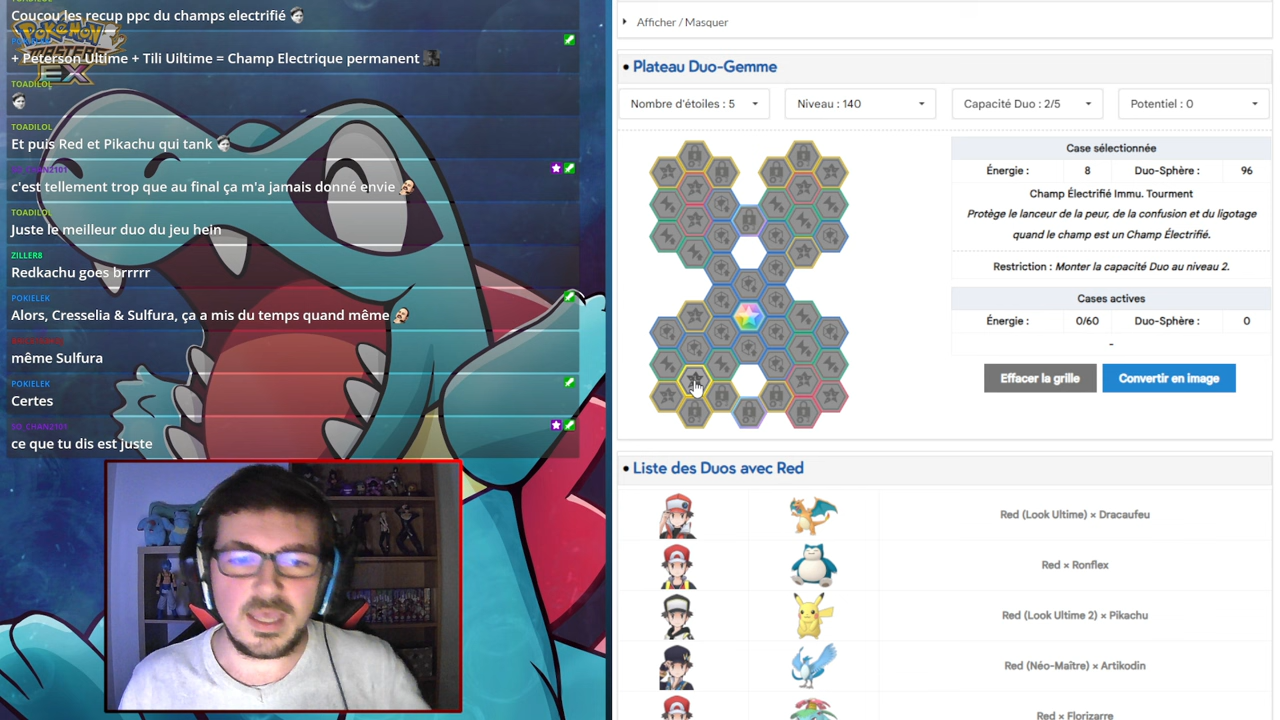 TOADILOL
Coucou les recup ppc du champs electrifié
POKÉMON
MASTERS
EX
POKIELEK
+ Peterson Ultime + Tili Uiltime = Champ Electrique permanent
TOADILOL
TOADILOL
Et puis Red et Pikachu qui tank
SO_CHAN2101
c'est tellement trop que au final ça m'a jamais donné envie
TOADILOL
Juste le meilleur duo du jeu hein
ZILLER8
Redkachu goes brrrrr
POKIELEK
Alors, Cresselia & Sulfura, ça a mis du temps quand même
même Sulfura
POKIELEK
Certes
SO_CHAN2101
ce que tu dis est juste
Afficher / Masquer
• Plateau Duo-Gemme
Nombre d'étoiles : 5
Niveau : 140
Capacité Duo : 2/5
Potentiel : 0
Case sélectionnée
Énergie : 8 Duo-Sphère : 96
Champ Électrifié Immu. Tourment
Protège le lanceur de la peur, de la confusion et du ligotage
quand le champ est un Champ Électrifié.
Restriction : Monter la capacité Duo au niveau 2.
Cases actives
Énergie : 0/60 Duo-Sphère : 0
-
Effacer la grille
Convertir en image
• Liste des Duos avec Red
Red (Look Ultime) × Dracaufeu
Red × Ronflex
Red (Look Ultime 2) × Pikachu
Red (Néo-Maître) × Artikodin
Red × Florizarre